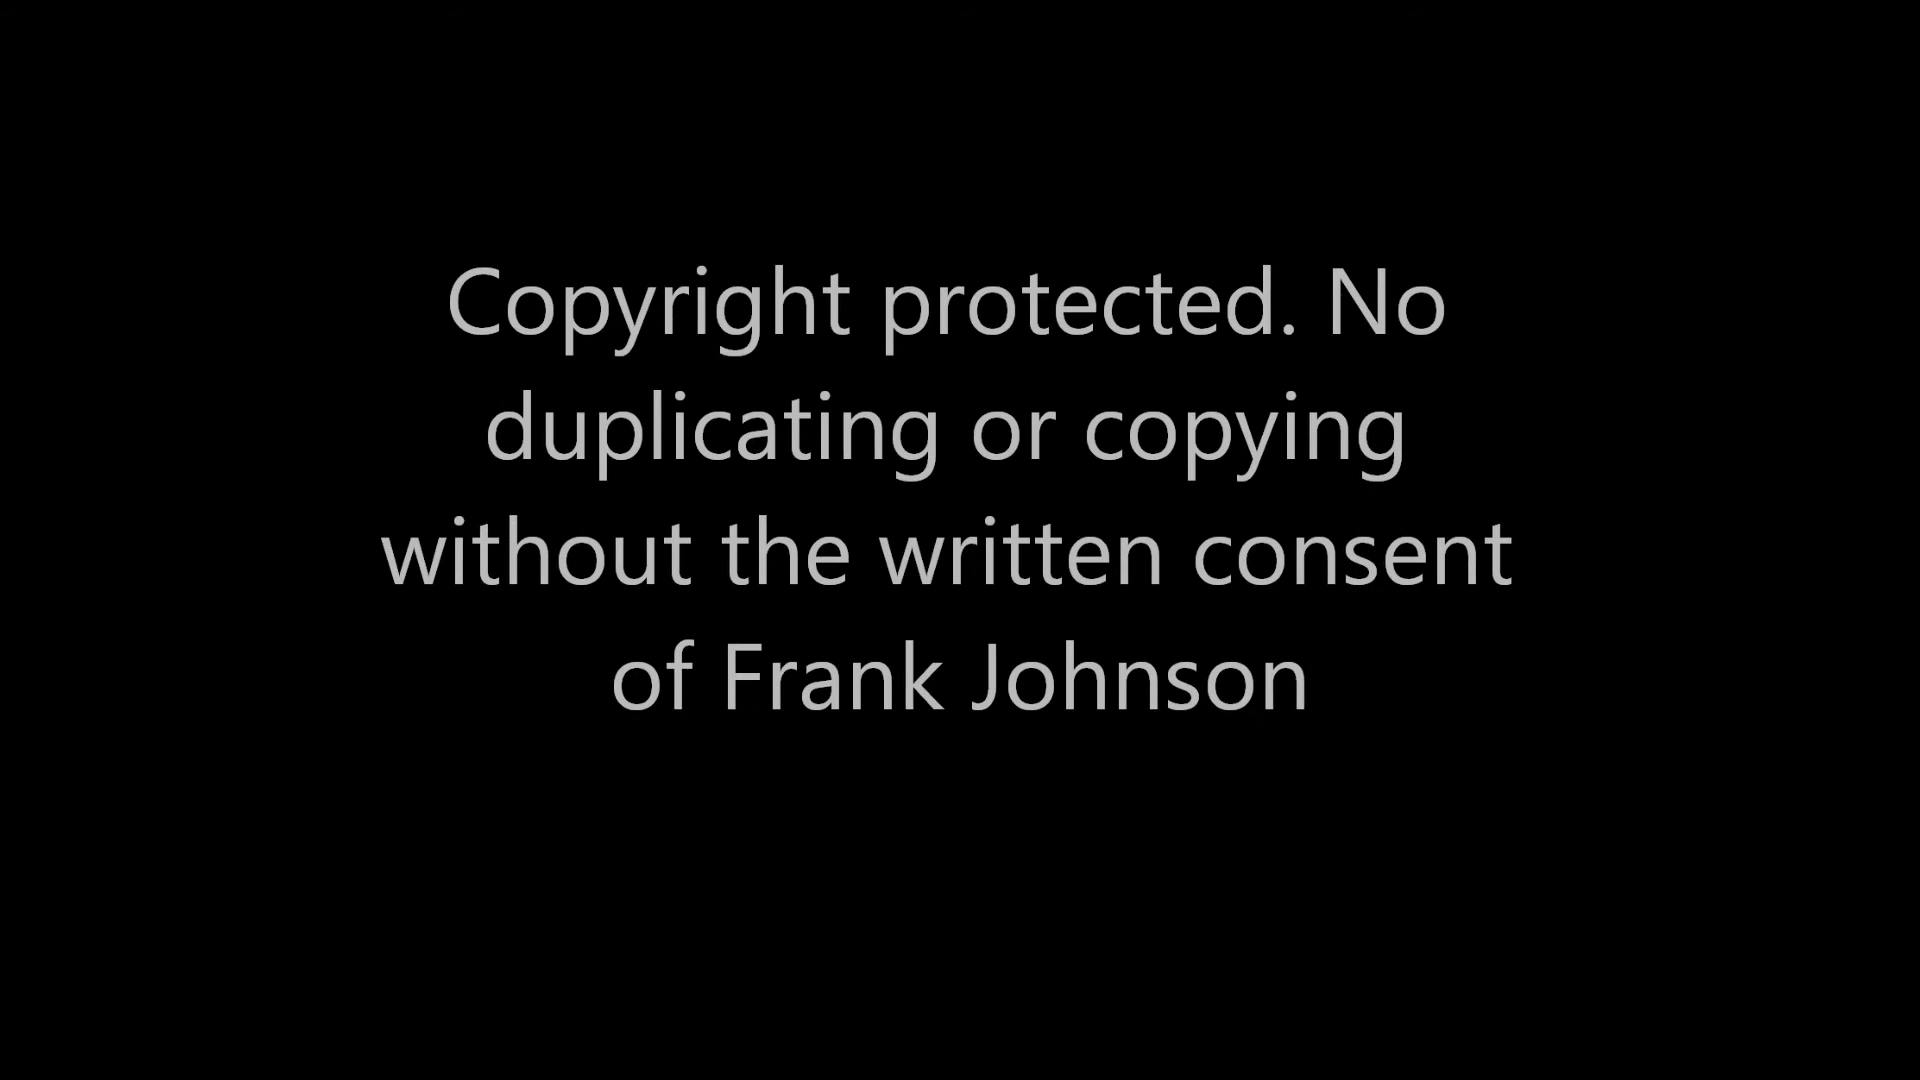 Copyright protected. No
duplicating or copying
without the written consent
of Frank Johnson